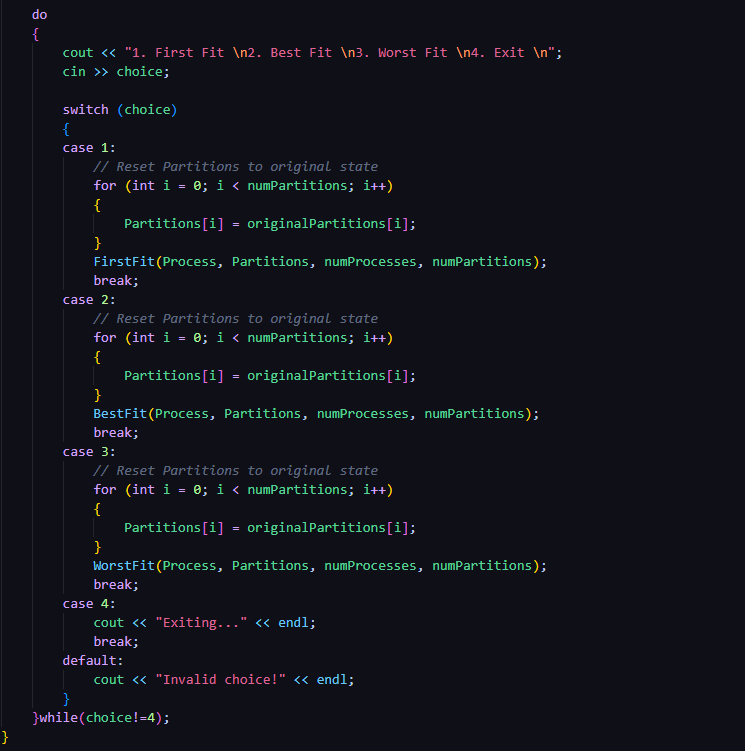 do
{
cout << "1. First Fit \n2. Best Fit \n3. Worst Fit \n4. Exit \n";
cin >> choice;
switch (choice)
{
case 1:
// Reset Partitions to original state
for (int i = 0; i < numPartitions; i++)
{
Partitions[i] = originalPartitions[i];
}
FirstFit(Process, Partitions, numProcesses, numPartitions);
break;
case 2:
// Reset Partitions to original state
for (int i = 0; i < numPartitions; i++)
{
Partitions[i] = originalPartitions[i];
}
BestFit(Process, Partitions, numProcesses, numPartitions);
break;
case 3:
// Reset Partitions to original state
for (int i = 0; i < numPartitions; i++)
{
Partitions[i] = originalPartitions[i];
}
WorstFit(Process, Partitions, numProcesses, numPartitions);
break;
case 4:
cout << "Exiting..." << endl;
break;
default:
cout << "Invalid choice!" << endl;
}
}while(choice!=4);
}